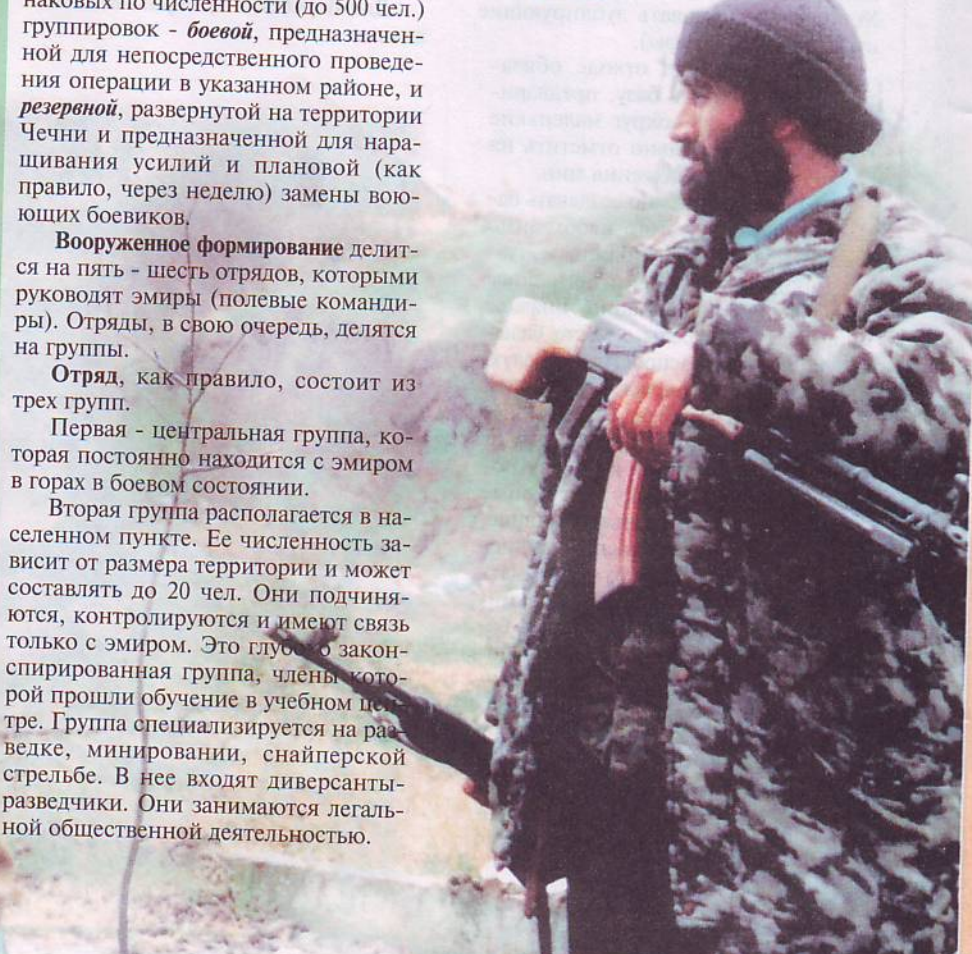 наковых по численности (до 500 чел.)
группировок - боевой, предназначен-
ной для непосредственного проведе-
ния операции в указанном районе, и
резервной, развернутой на территории
Чечни и предназначенной для нара-
щивания усилий и плановой (как
правило, через неделю) замены вою-
ющих боевиков.
Вооруженное формирование делит-
ся на пять - шесть отрядов, которыми
руководят эмиры (полевые команди-
ры). Отряды, в свою очередь, делятся
на группы.
Отряд, как правило, состоит из
трех групп.
Первая - центральная группа, ко-
торая постоянно находится с эмиром
в горах в боевом состоянии.
Вторая группа располагается в на-
селенном пункте. Ее численность за-
висит от размера территории и может
составлять до 20 чел. Они подчиня-
ются, контролируются и имеют связь
только с эмиром. Это глубоко закон-
спирированная группа, члены кото-
рой прошли обучение в учебном цен-
тре. Группа специализируется на раз-
ведке, минировании, снайперской
стрельбе. В нее входят диверсанты-
разведчики. Они занимаются легаль-
ной общественной деятельностью.